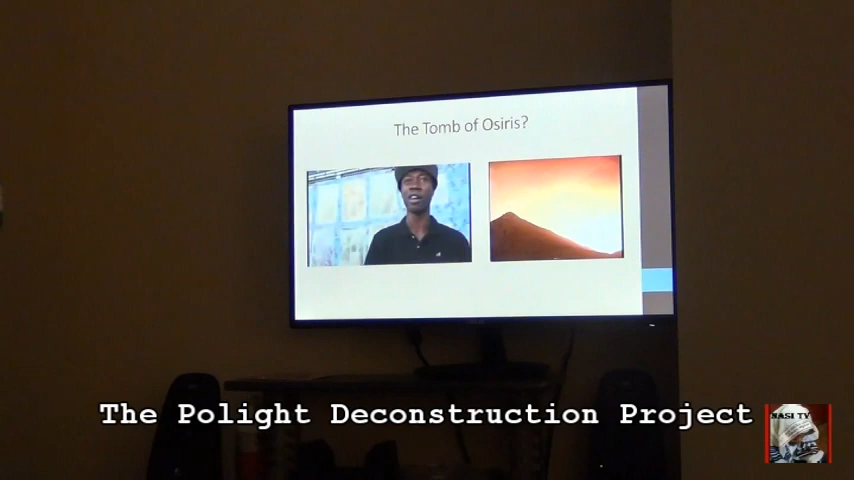 The Tomb of Osiris?
The Polight Deconstruction Project
NASI TV